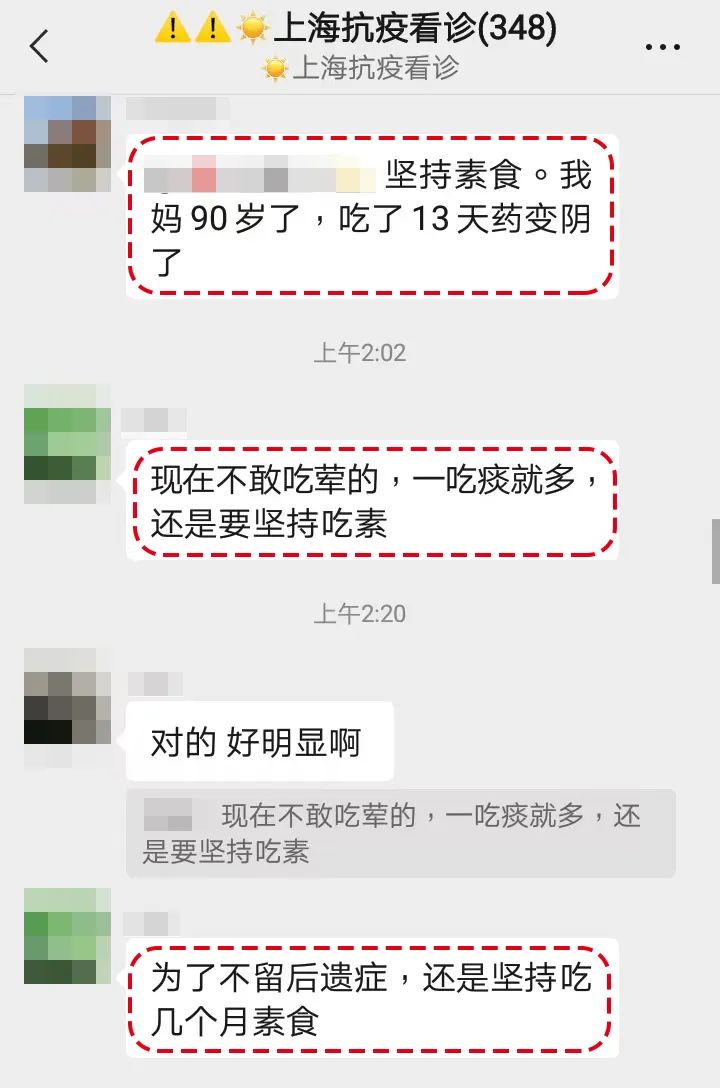 ⚠️⚠️☀️上海抗疫看诊(348)
☀️上海抗疫看诊
坚持素食。我
妈90岁了，吃了13天药变阴
了
上午2:02
现在不敢吃荤的，一吃痰就多，
还是要坚持吃素
上午2:20
对的 好明显啊
现在不敢吃荤的，一吃痰就多，还
是要坚持吃素
为了不留后遗症，还是坚持吃
几个月素食